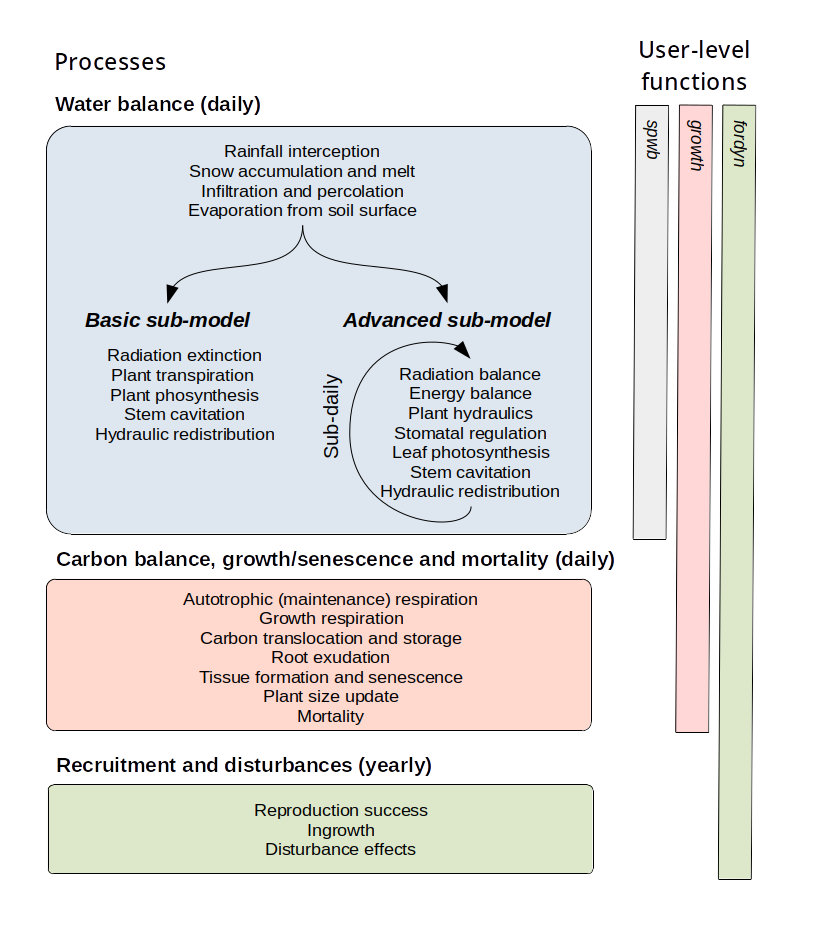 Processes
User-level
functions
Water balance (daily)
Rainfall interception
Snow accumulation and melt
Infiltration and percolation
Evaporation from soil surface
Basic sub-model
Radiation extinction
Plant transpiration
Plant phosynthesis
Stem cavitation
Hydraulic redistribution
Advanced sub-model
Sub-daily
Radiation balance
Energy balance
Plant hydraulics
Stomatal regulation
Leaf photosynthesis
Stem cavitation
Hydraulic redistribution
Carbon balance, growth/senescence and mortality (daily)
Autotrophic (maintenance) respiration
Growth respiration
Carbon translocation and storage
Root exudation
Tissue formation and senescence
Plant size update
Mortality
Recruitment and disturbances (yearly)
Reproduction success
Ingrowth
Disturbance effects
spwb
growth
fordyn